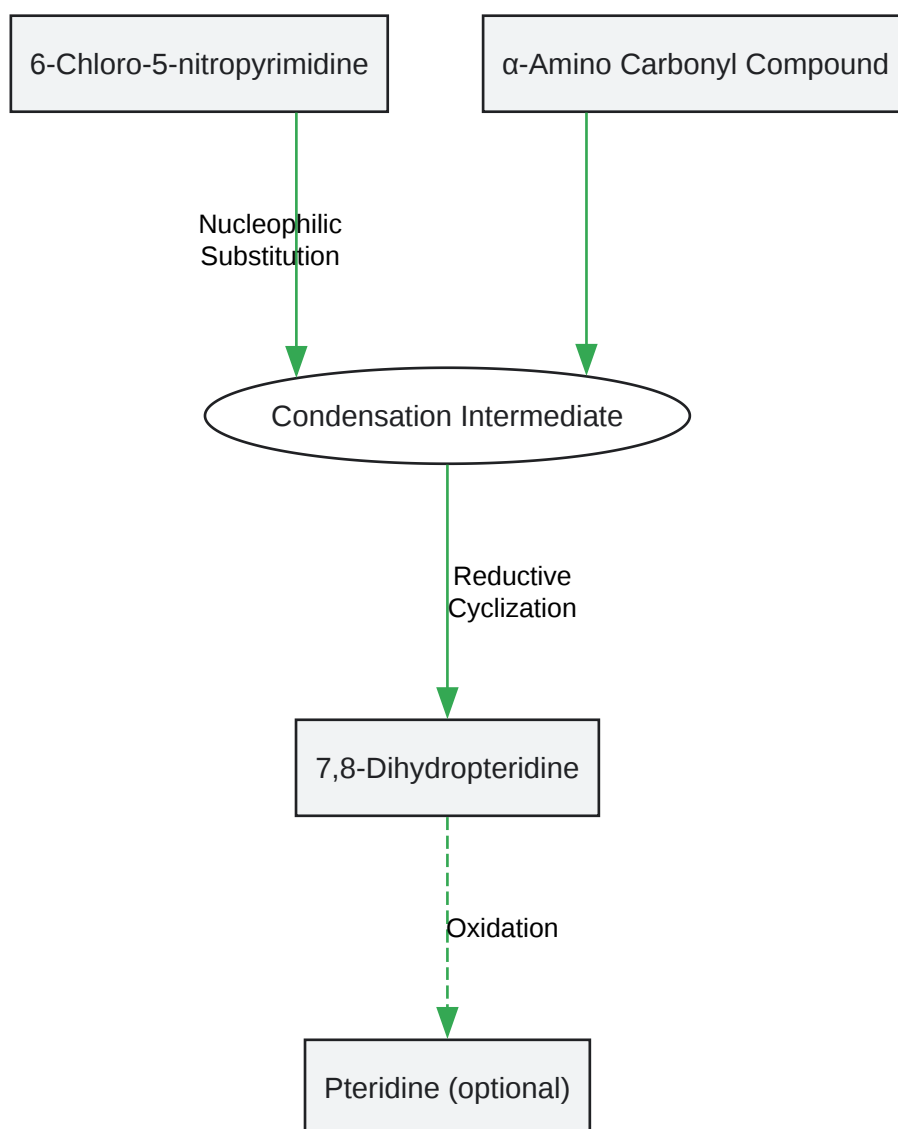 6-Chloro-5-nitropyrimidine
α-Amino Carbonyl Compound
Nucleophilic
Substitution
Condensation Intermediate
Reductive
Cyclization
7,8-Dihydropteridine
Oxidation
Pteridine (optional)